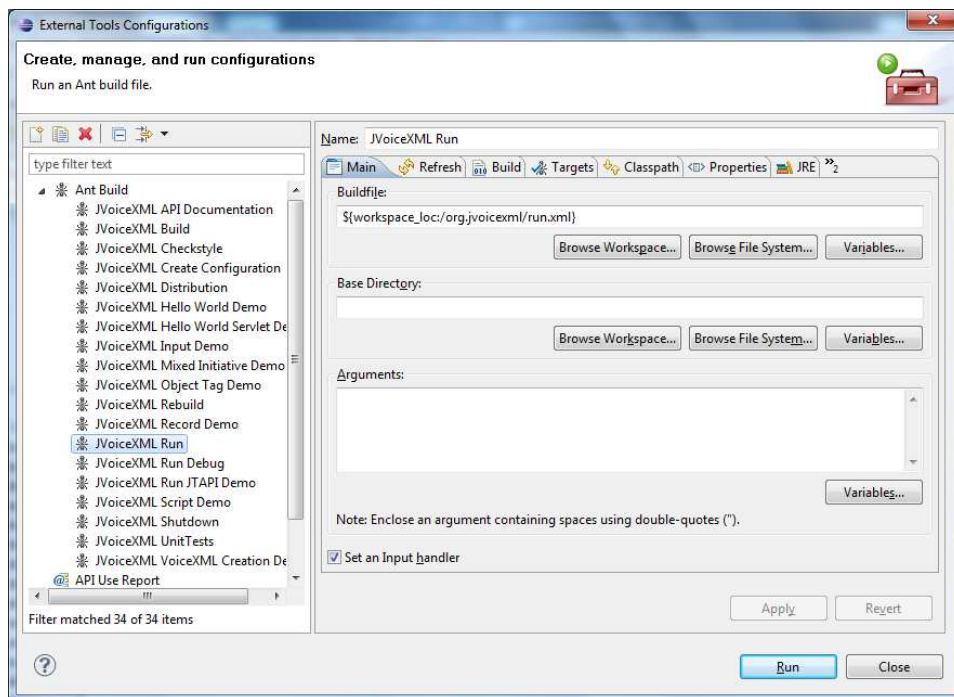 External Tools Configurations
Create, manage, and run configurations
Run an Ant build file.
type filter text
Ant Build
JVoiceXML API Documentation
JVoiceXML Build
JVoiceXML Checkstyle
JVoiceXML Create Configuration
JVoiceXML Distribution
JVoiceXML Hello World Demo
JVoiceXML Hello World Servlet De
JVoiceXML Input Demo
JVoiceXML Mixed Initiative Demo
JVoiceXML Object Tag Demo
JVoiceXML Rebuild
JVoiceXML Record Demo
JVoiceXML Run
JVoiceXML Run Debug
JVoiceXML Run JTAPI Demo
JVoiceXML Script Demo
JVoiceXML Shutdown
JVoiceXML UnitTests
JVoiceXML VoiceXML Creation De
API Use Report
Filter matched 34 of 34 items
Name: JVoiceXML Run
Main Refresh Build Targets Classpath Properties JRE »2
Buildfile:
${workspace_loc:/org.jvoicexml/run.xml}
Browse Workspace... Browse File System... Variables...
Base Directory:
Browse Workspace... Browse File System... Variables...
Arguments:
Variables...
Note: Enclose an argument containing spaces using double-quotes (").
Set an Input handler
Apply Revert
Run Close